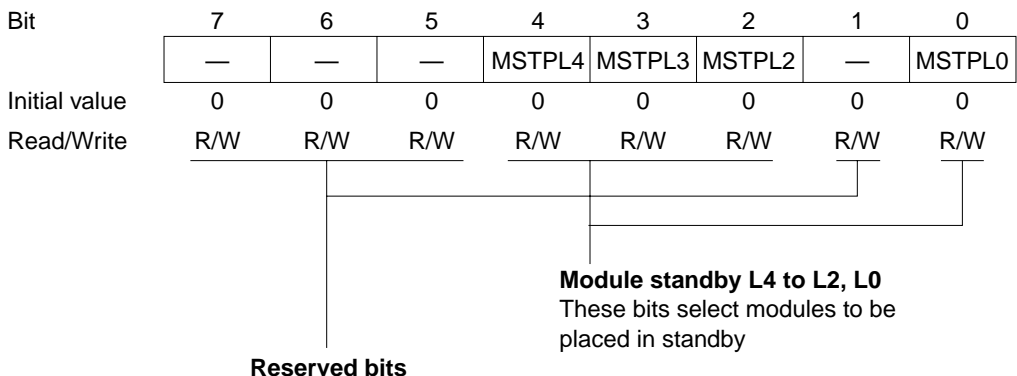 Bit 7 6 5 4 3 2 1 0
— — — MSTPL4 MSTPL3 MSTPL2 — MSTPL0
Initial value 0 0 0 0 0 0 0 0
Read/Write R/W R/W R/W R/W R/W R/W R/W R/W
Module standby L4 to L2, L0
These bits select modules to be
placed in standby
Reserved bits